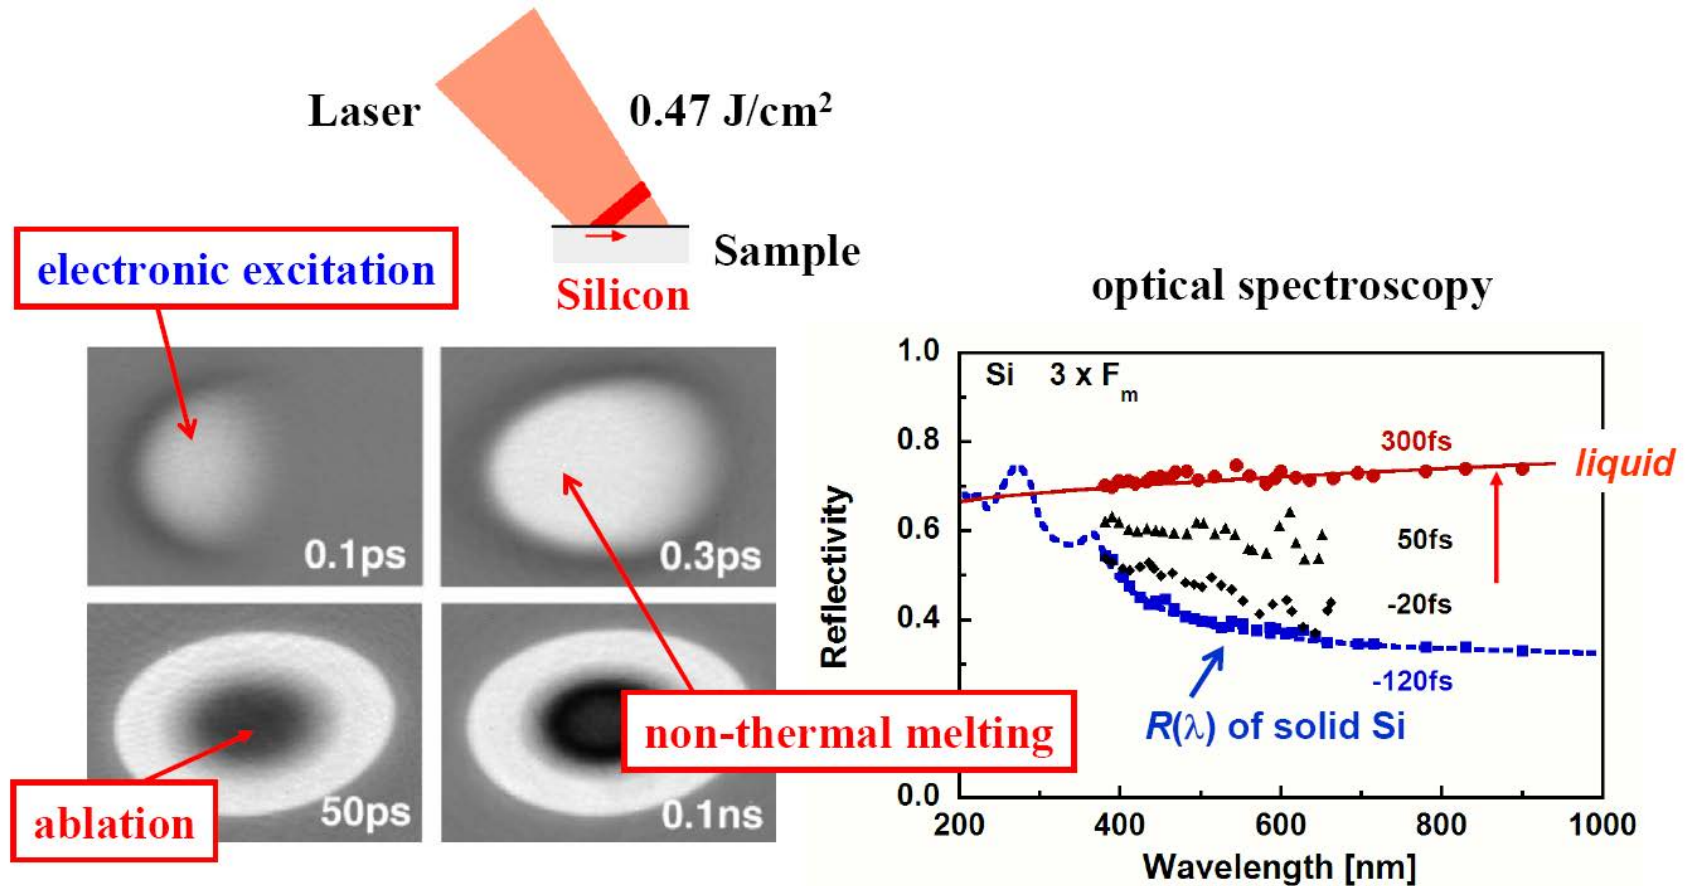 Laser
0.47 J/cm²
Sample
Silicon
electronic excitation
0.1ps
0.3ps
50ps
0.1ns
non-thermal melting
ablation
optical spectroscopy
Si 3 x Fm
300fs
liquid
50fs
-20fs
-120fs
R(λ) of solid Si
Reflectivity
1.0
0.8
0.6
0.4
0.0
200 400 600 800 1000
Wavelength [nm]